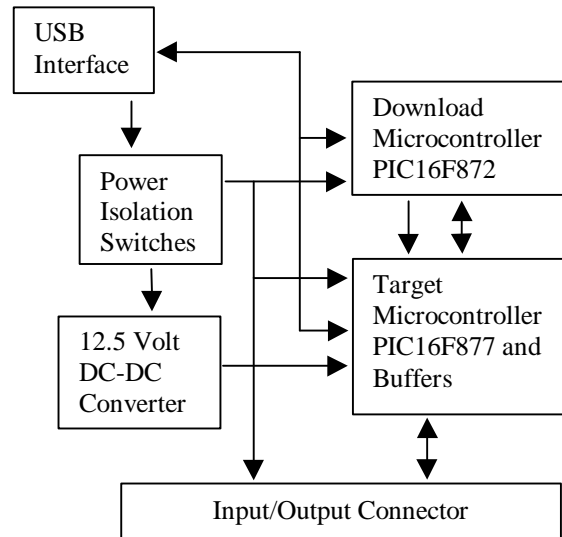 USB
Interface
Download
Microcontroller
PIC16F872
Power
Isolation
Switches
Target
Microcontroller
PIC16F877 and
Buffers
12.5 Volt
DC-DC
Converter
Input/Output Connector